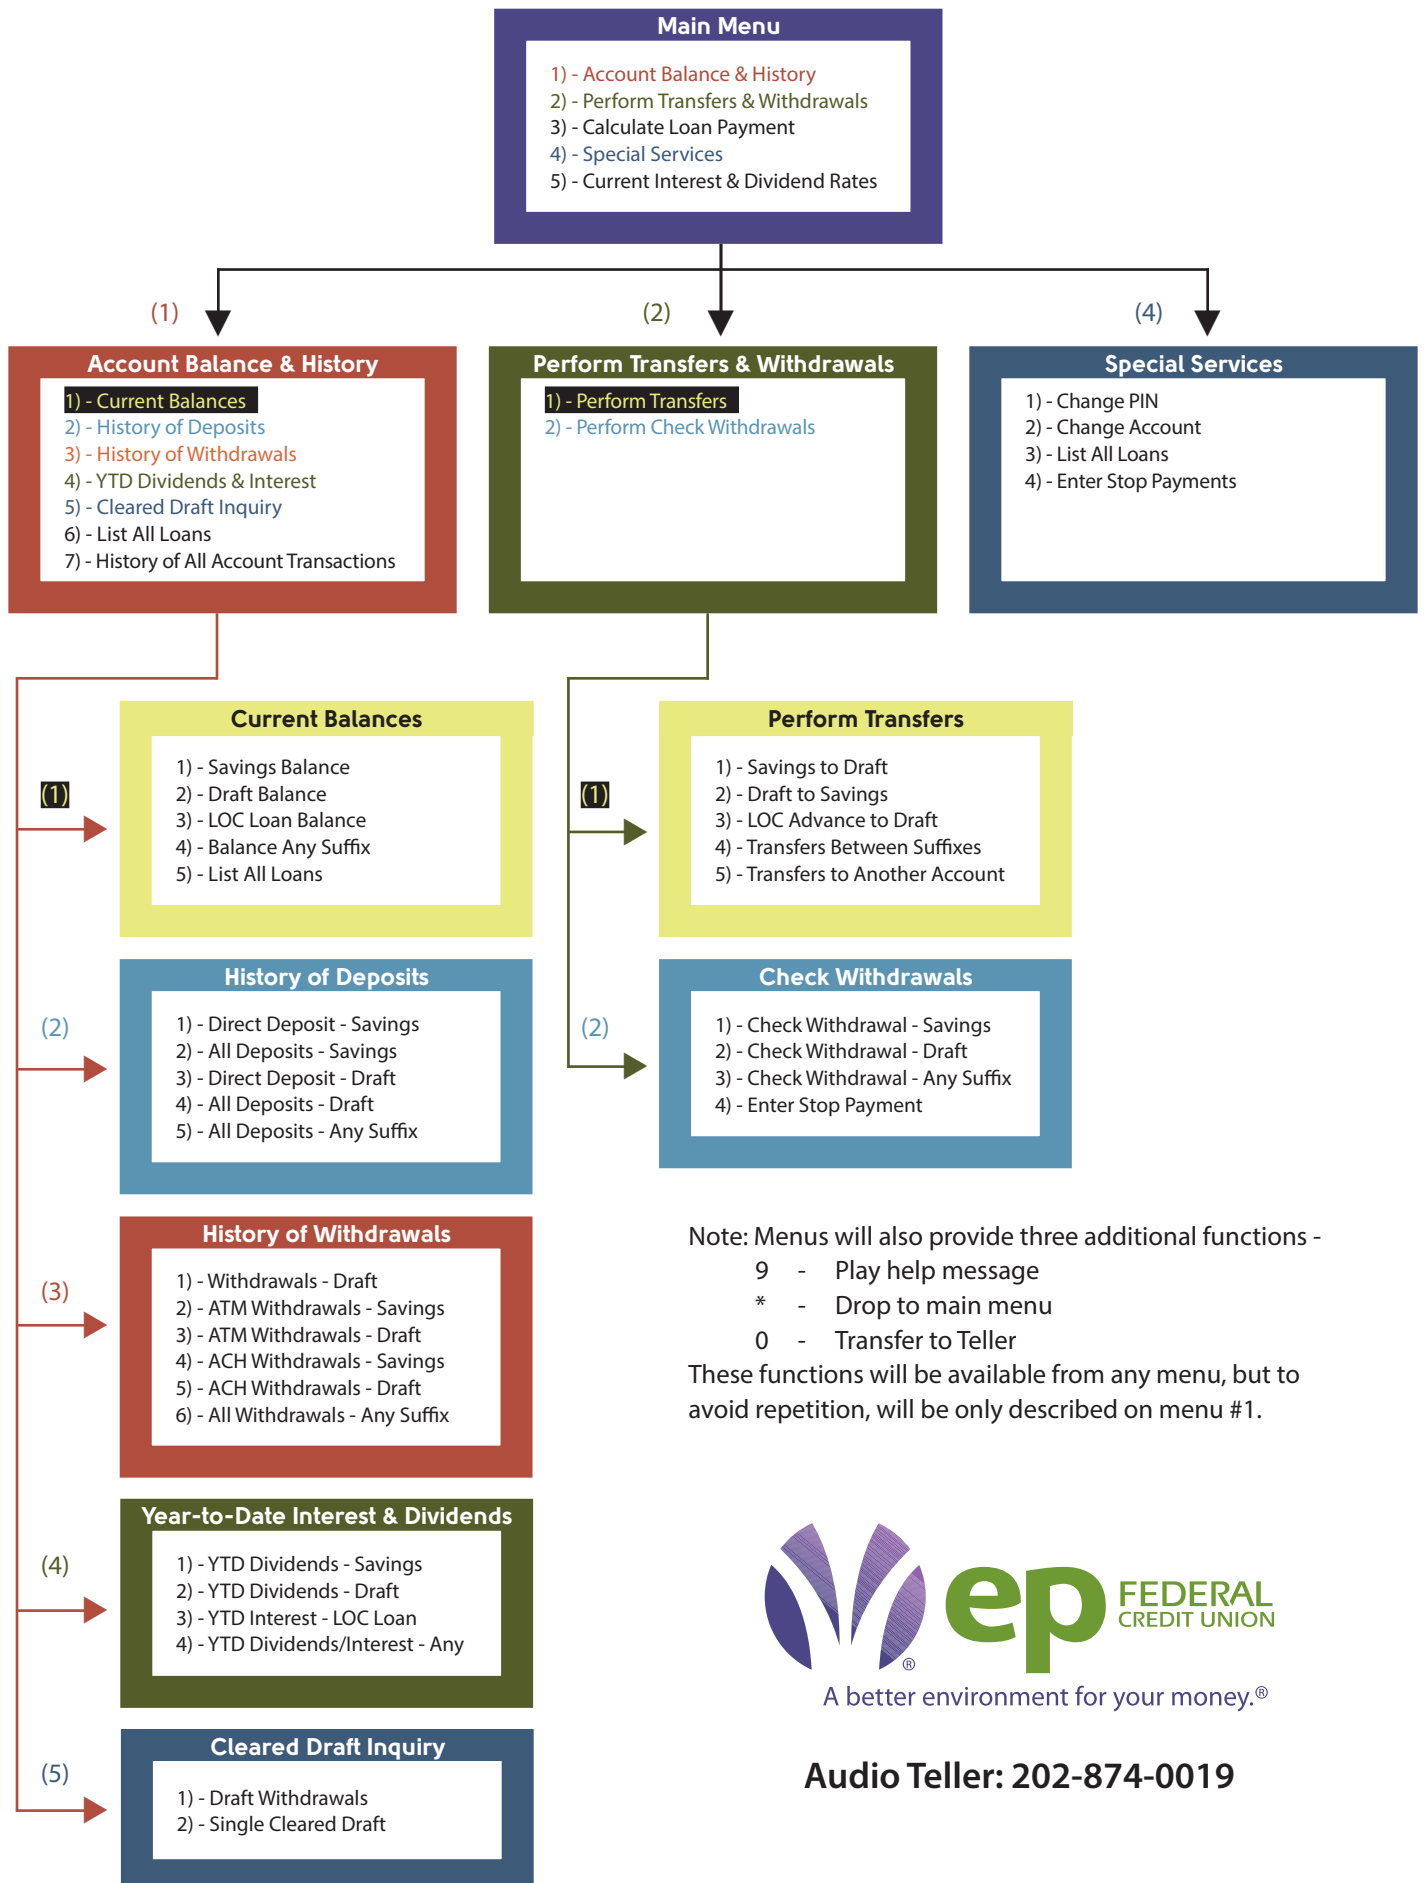 Main Menu
1) - Account Balance & History
2) - Perform Transfers & Withdrawals
3) - Calculate Loan Payment
4) - Special Services
5) - Current Interest & Dividend Rates
(1)
(2)
(4)
Account Balance & History
1) - Current Balances
2) - History of Deposits
3) - History of Withdrawals
4) - YTD Dividends & Interest
5) - Cleared Draft Inquiry
6) - List All Loans
7) - History of All Account Transactions
Perform Transfers & Withdrawals
1) - Perform Transfers
2) - Perform Check Withdrawals
Special Services
1) - Change PIN
2) - Change Account
3) - List All Loans
4) - Enter Stop Payments
(1)
Current Balances
1) - Savings Balance
2) - Draft Balance
3) - LOC Loan Balance
4) - Balance Any Suffix
5) - List All Loans
(2)
History of Deposits
1) - Direct Deposit - Savings
2) - All Deposits - Savings
3) - Direct Deposit - Draft
4) - All Deposits - Draft
5) - All Deposits - Any Suffix
(3)
History of Withdrawals
1) - Withdrawals - Draft
2) - ATM Withdrawals - Savings
3) - ATM Withdrawals - Draft
4) - ACH Withdrawals - Savings
5) - ACH Withdrawals - Draft
6) - All Withdrawals - Any Suffix
(4)
Year-to-Date Interest & Dividends
1) - YTD Dividends - Savings
2) - YTD Dividends - Draft
3) - YTD Interest - LOC Loan
4) - YTD Dividends/Interest - Any
(5)
Cleared Draft Inquiry
1) - Draft Withdrawals
2) - Single Cleared Draft
(1)
Perform Transfers
1) - Savings to Draft
2) - Draft to Savings
3) - LOC Advance to Draft
4) - Transfers Between Suffixes
5) - Transfers to Another Account
(2)
Check Withdrawals
1) - Check Withdrawal - Savings
2) - Check Withdrawal - Draft
3) - Check Withdrawal - Any Suffix
4) - Enter Stop Payment
Note: Menus will also provide three additional functions -
9 - Play help message
* - Drop to main menu
0 - Transfer to Teller
These functions will be available from any menu, but to
avoid repetition, will be only described on menu #1.
®
ep FEDERAL
CREDIT UNION
A better environment for your money.®
Audio Teller: 202-874-0019